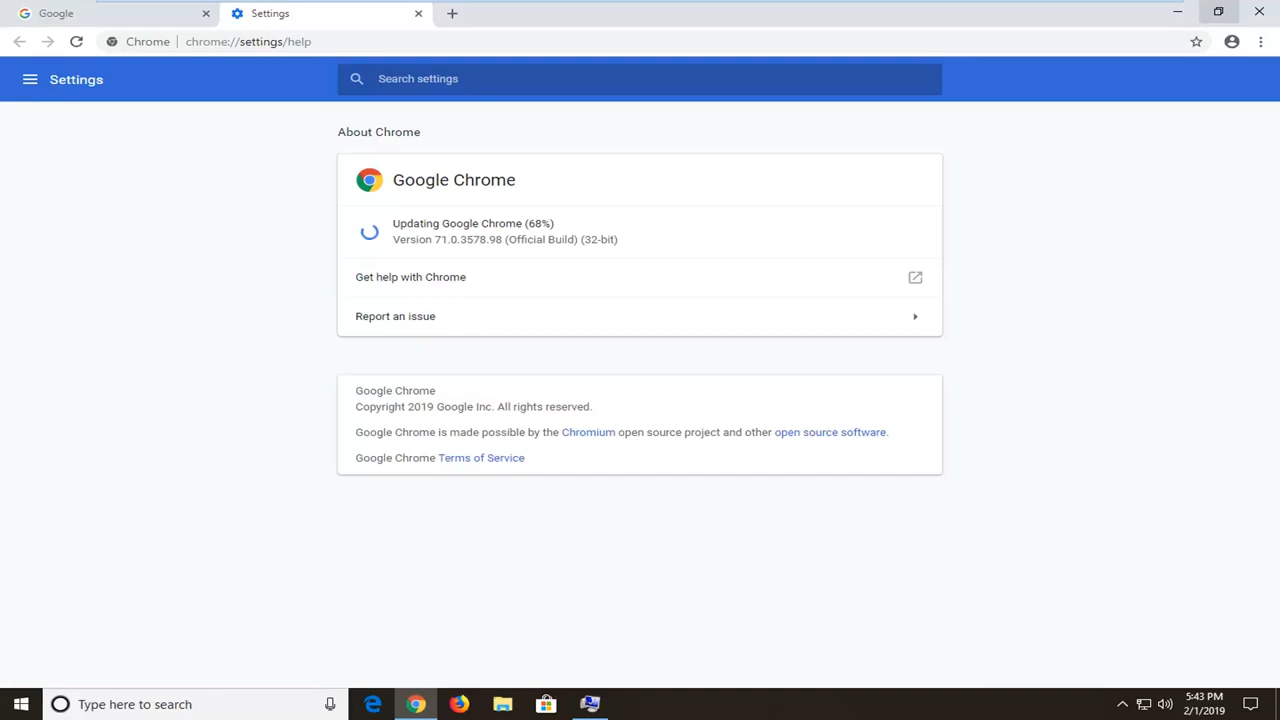 Google
Settings
Chrome
chrome://settings/help
Settings
Search settings
About Chrome
Google Chrome
Updating Google Chrome (68%)
Version 71.0.3578.98 (Official Build) (32-bit)
Get help with Chrome
Report an issue
Google Chrome
Copyright 2019 Google Inc. All rights reserved.
Google Chrome is made possible by the Chromium open source project and other open source software.
Google Chrome Terms of Service
Type here to search
5:43 PM
2/1/2019